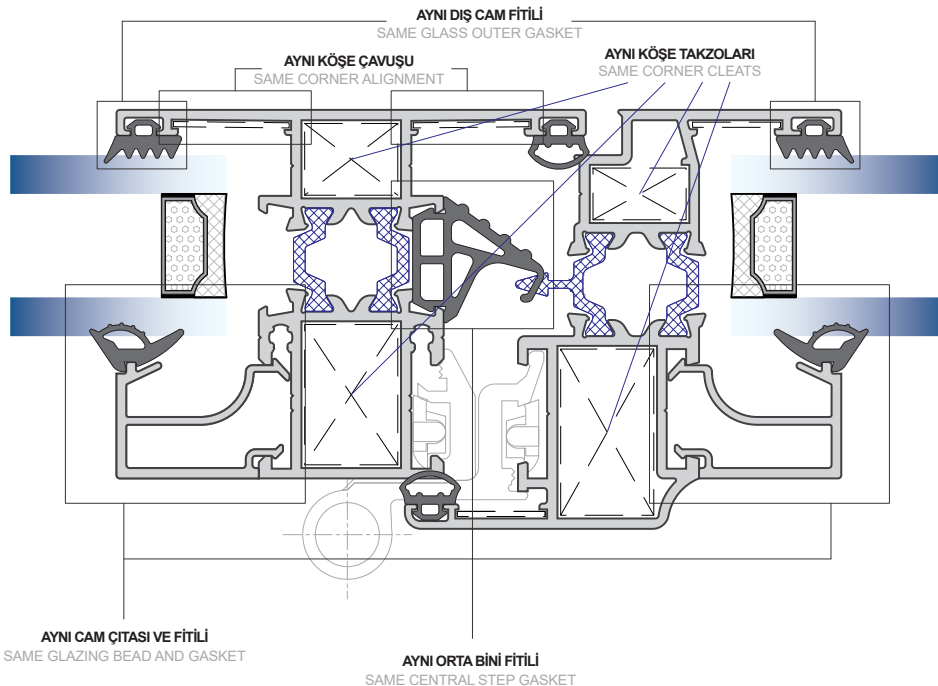 AYNI DIŞ CAM FİTİLİ
SAME GLASS OUTER GASKET
AYNI KÖŞE ÇAVUŞU
SAME CORNER ALIGNMENT
AYNI KÖŞE TAKZOLARI
SAME CORNER CLEATS
AYNI CAM ÇITASI VE FİTİLİ
SAME GLAZING BEAD AND GASKET
AYNI ORTA BİNİ FİTİLİ
SAME CENTRAL STEP GASKET